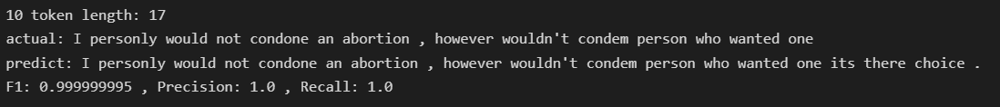 10 token length: 17
actual: I personly would not condone an abortion , however wouldn't condem person who wanted one
predict: I personly would not condone an abortion , however wouldn't condem person who wanted one its there choice .
F1: 0.999999995 , Precision: 1.0 , Recall: 1.0